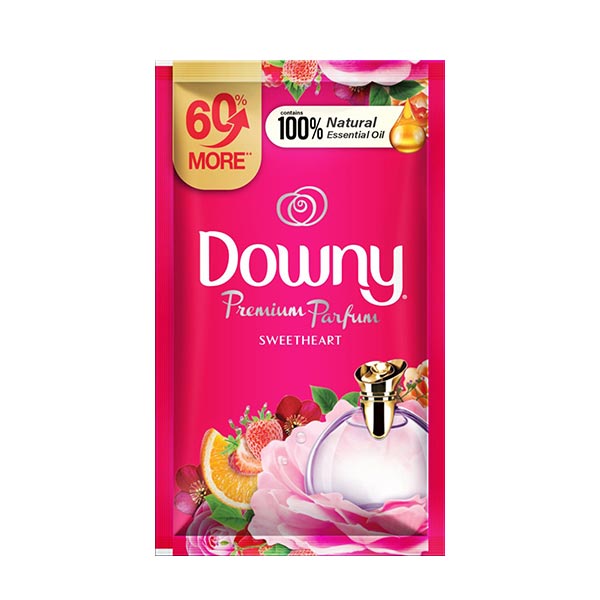 60%
MORE**
contains
100% Natural
Essential Oil
Downy®
Premium Parfum
SWEETHEART